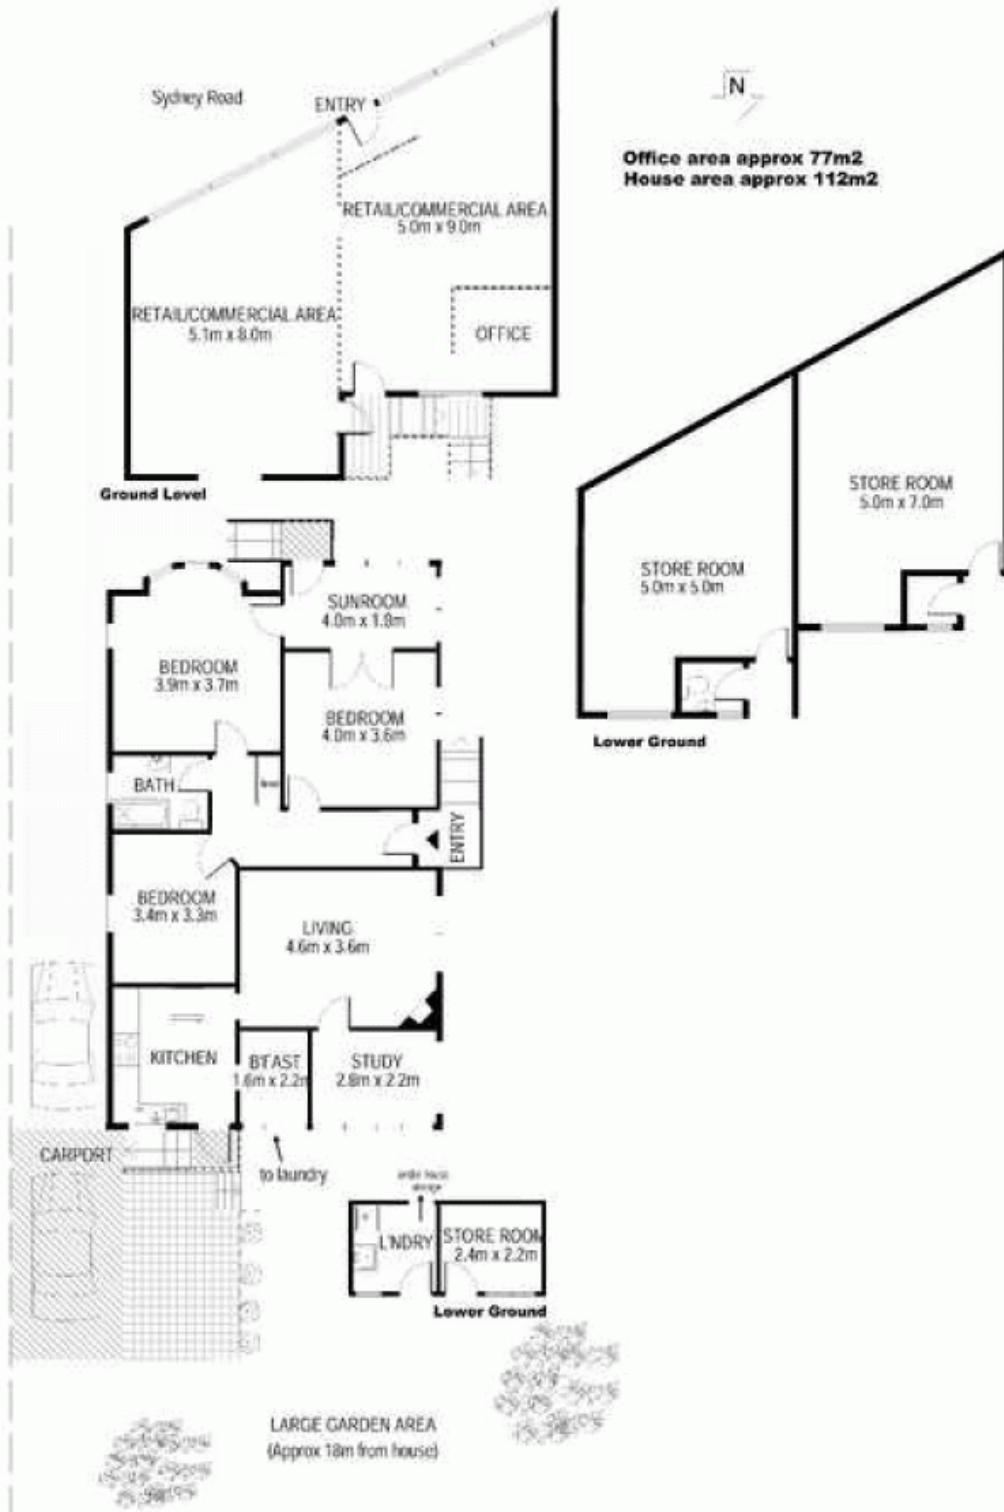 Sydney Road
ENTRY
N
Office area approx 77m2
House area approx 112m2
RETAIL/COMMERCIAL AREA
5.0m x 9.0m
RETAIL/COMMERCIAL AREA
5.1m x 8.0m
OFFICE
Ground Level
STORE ROOM
5.0m x 7.0m
STORE ROOM
5.0m x 5.0m
Lower Ground
SUNROOM
4.0m x 1.8m
BEDROOM
3.9m x 3.7m
BEDROOM
4.0m x 3.6m
BATH
ENTRY
BEDROOM
3.4m x 3.3m
LIVING
4.6m x 3.6m
KITCHEN
B'FAST
1.6m x 2.2m
STUDY
2.8m x 2.2m
CARPORT
to laundry
L'NDRY
STORE ROOM
2.4m x 2.2m
Lower Ground
LARGE GARDEN AREA
(Approx 18m from house)